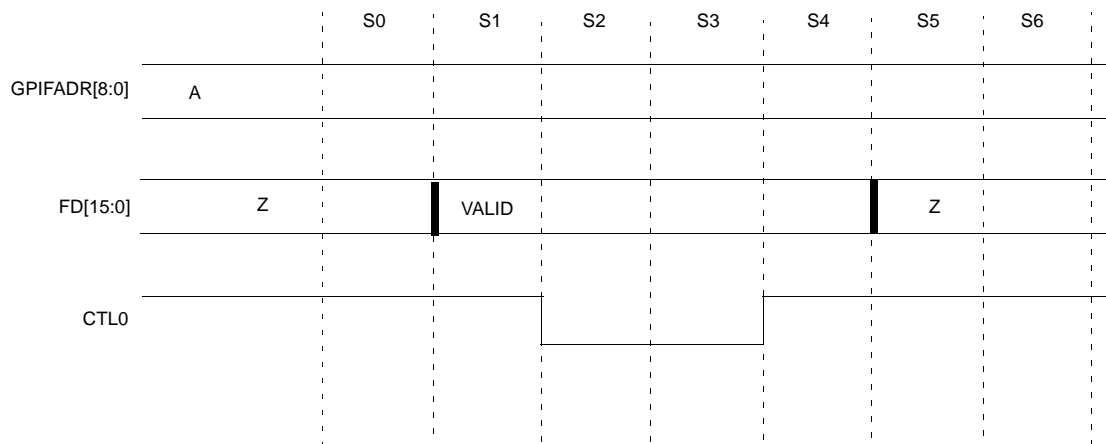 S0 S1 S2 S3 S4 S5 S6
GPIFADR[8:0] A
FD[15:0] Z VALID Z
CTL0